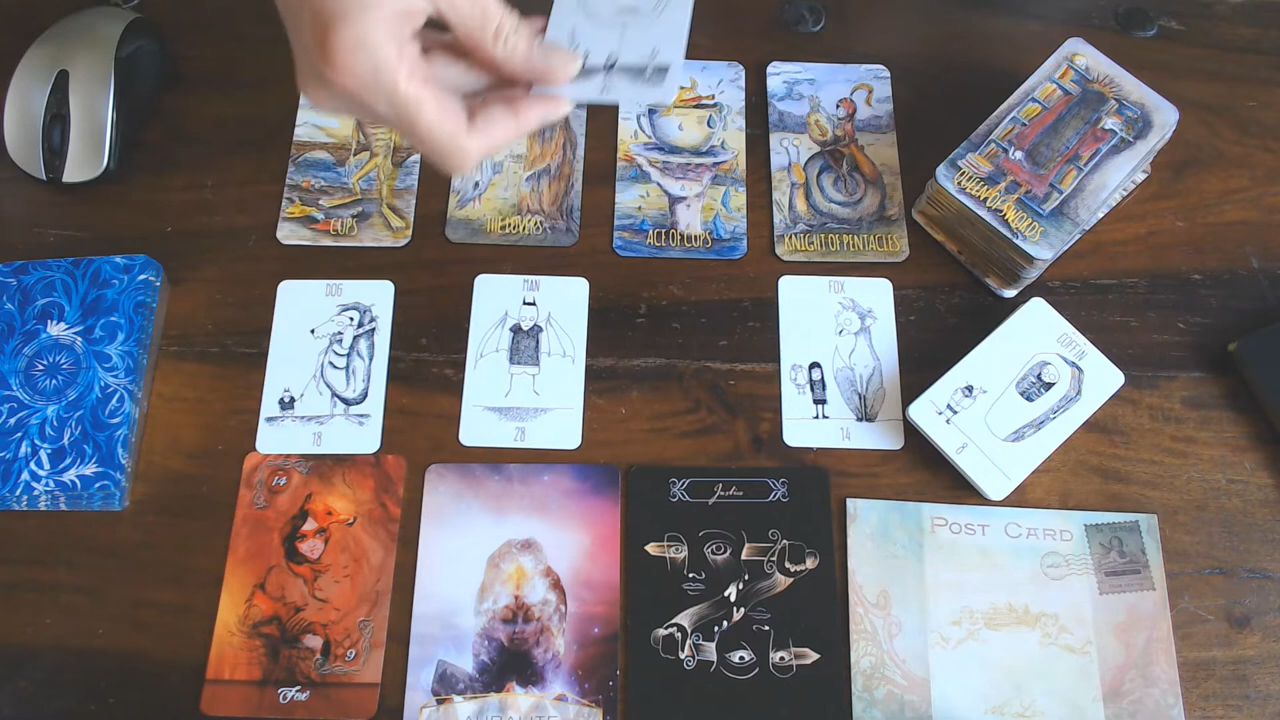 CUPS
THE LOVERS
ACE OF CUPS
KNIGHT OF PENTACLES
QUEEN OF SWORDS
DOG
18
MAN
28
FOX
14
COFFIN
8
14
9
Fox
AURALITE
Justice
POST CARD